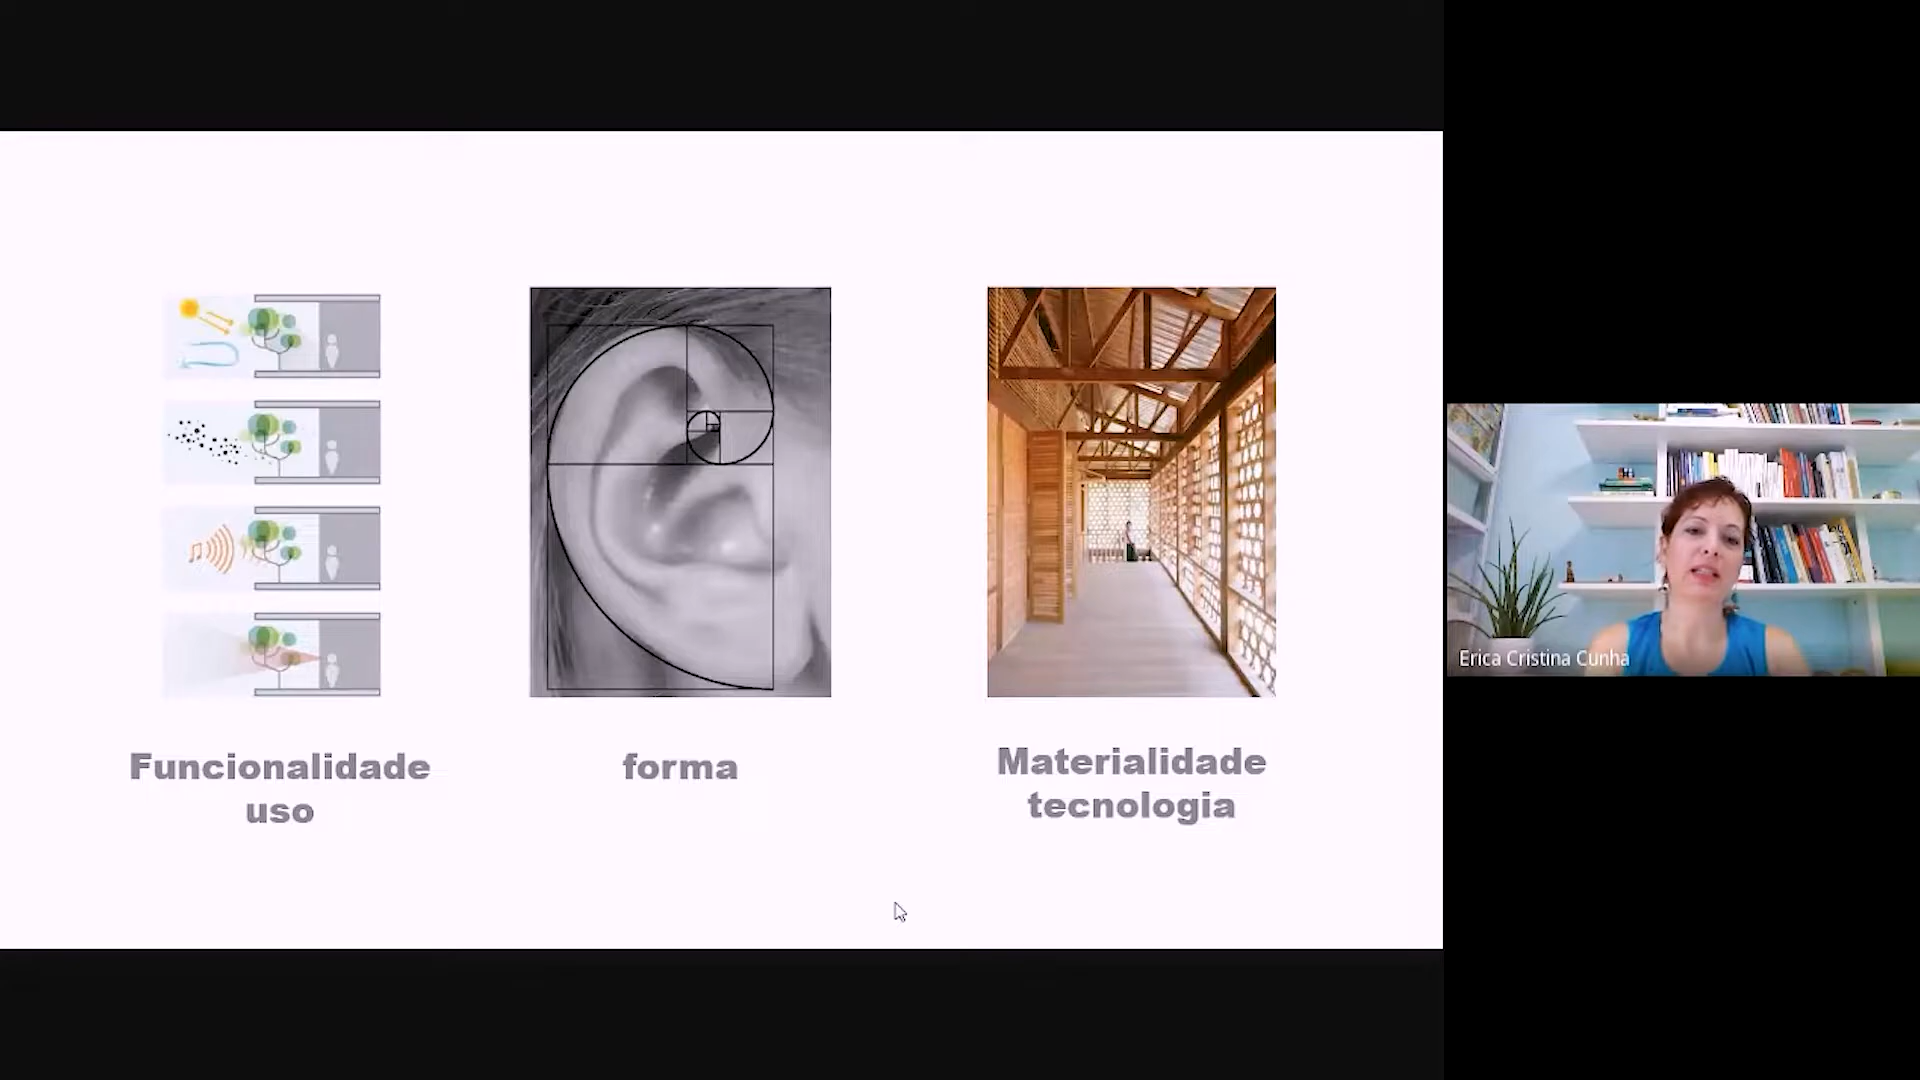 Funcionalidade
uso
forma
Materialidade
tecnologia
Erica Cristina Cunha